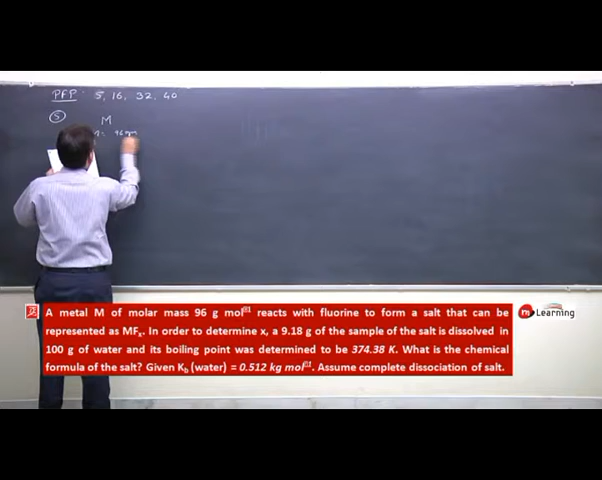 PFP 5, 16, 32, 40
5 M
96 gm
A metal M of molar mass 96 g mol⁻¹ reacts with fluorine to form a salt that can be
represented as MFₓ. In order to determine x, a 9.18 g of the sample of the salt is dissolved in
100 g of water and its boiling point was determined to be 374.38 K. What is the chemical
formula of the salt? Given K_b (water) = 0.512 kg mol⁻¹. Assume complete dissociation of salt.
m Learning